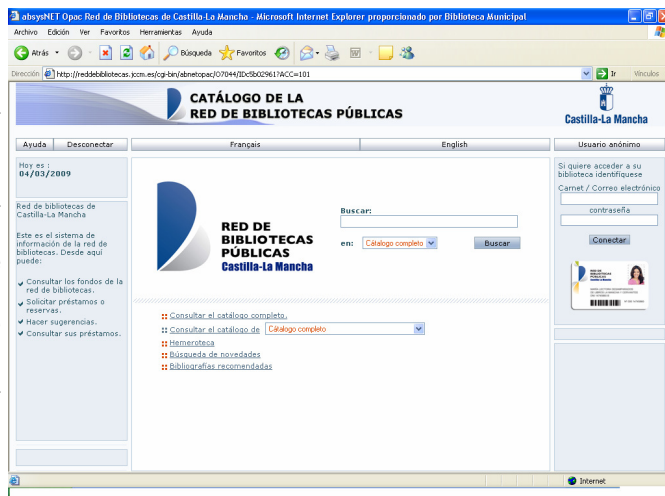 absysNET Opac Red de Bibliotecas de Castilla-La Mancha - Microsoft Internet Explorer proporcionado por Biblioteca Municipal
Archivo Edición Ver Favoritos Herramientas Ayuda
Atrás Búsqueda Favoritos
Dirección http://reddebibliotecas.jccm.es/cgi-bin/abnetopac/O7044/IDc5b02961?ACC=101 Ir Vínculos
CATÁLOGO DE LA
RED DE BIBLIOTECAS PÚBLICAS
Castilla-La Mancha
Ayuda Desconectar Français English Usuario anónimo
Hoy es :
04/03/2009
Red de bibliotecas de
Castilla-La Mancha
Este es el sistema de
información de la red de
bibliotecas. Desde aquí
puede:
Consultar los fondos de la
red de bibliotecas.
Solicitar préstamos o
reservas.
Hacer sugerencias.
Consultar sus préstamos.
RED DE
BIBLIOTECAS
PÚBLICAS
Castilla-La Mancha
Buscar:
en: Catálogo completo Buscar
Consultar el catálogo completo.
Consultar el catálogo de Catálogo completo
Hemeroteca
Búsqueda de novedades
Bibliografías recomendadas
Si quiere acceder a su
biblioteca identifíquese
Carnet / Correo electrónico
contraseña
Conectar
Internet